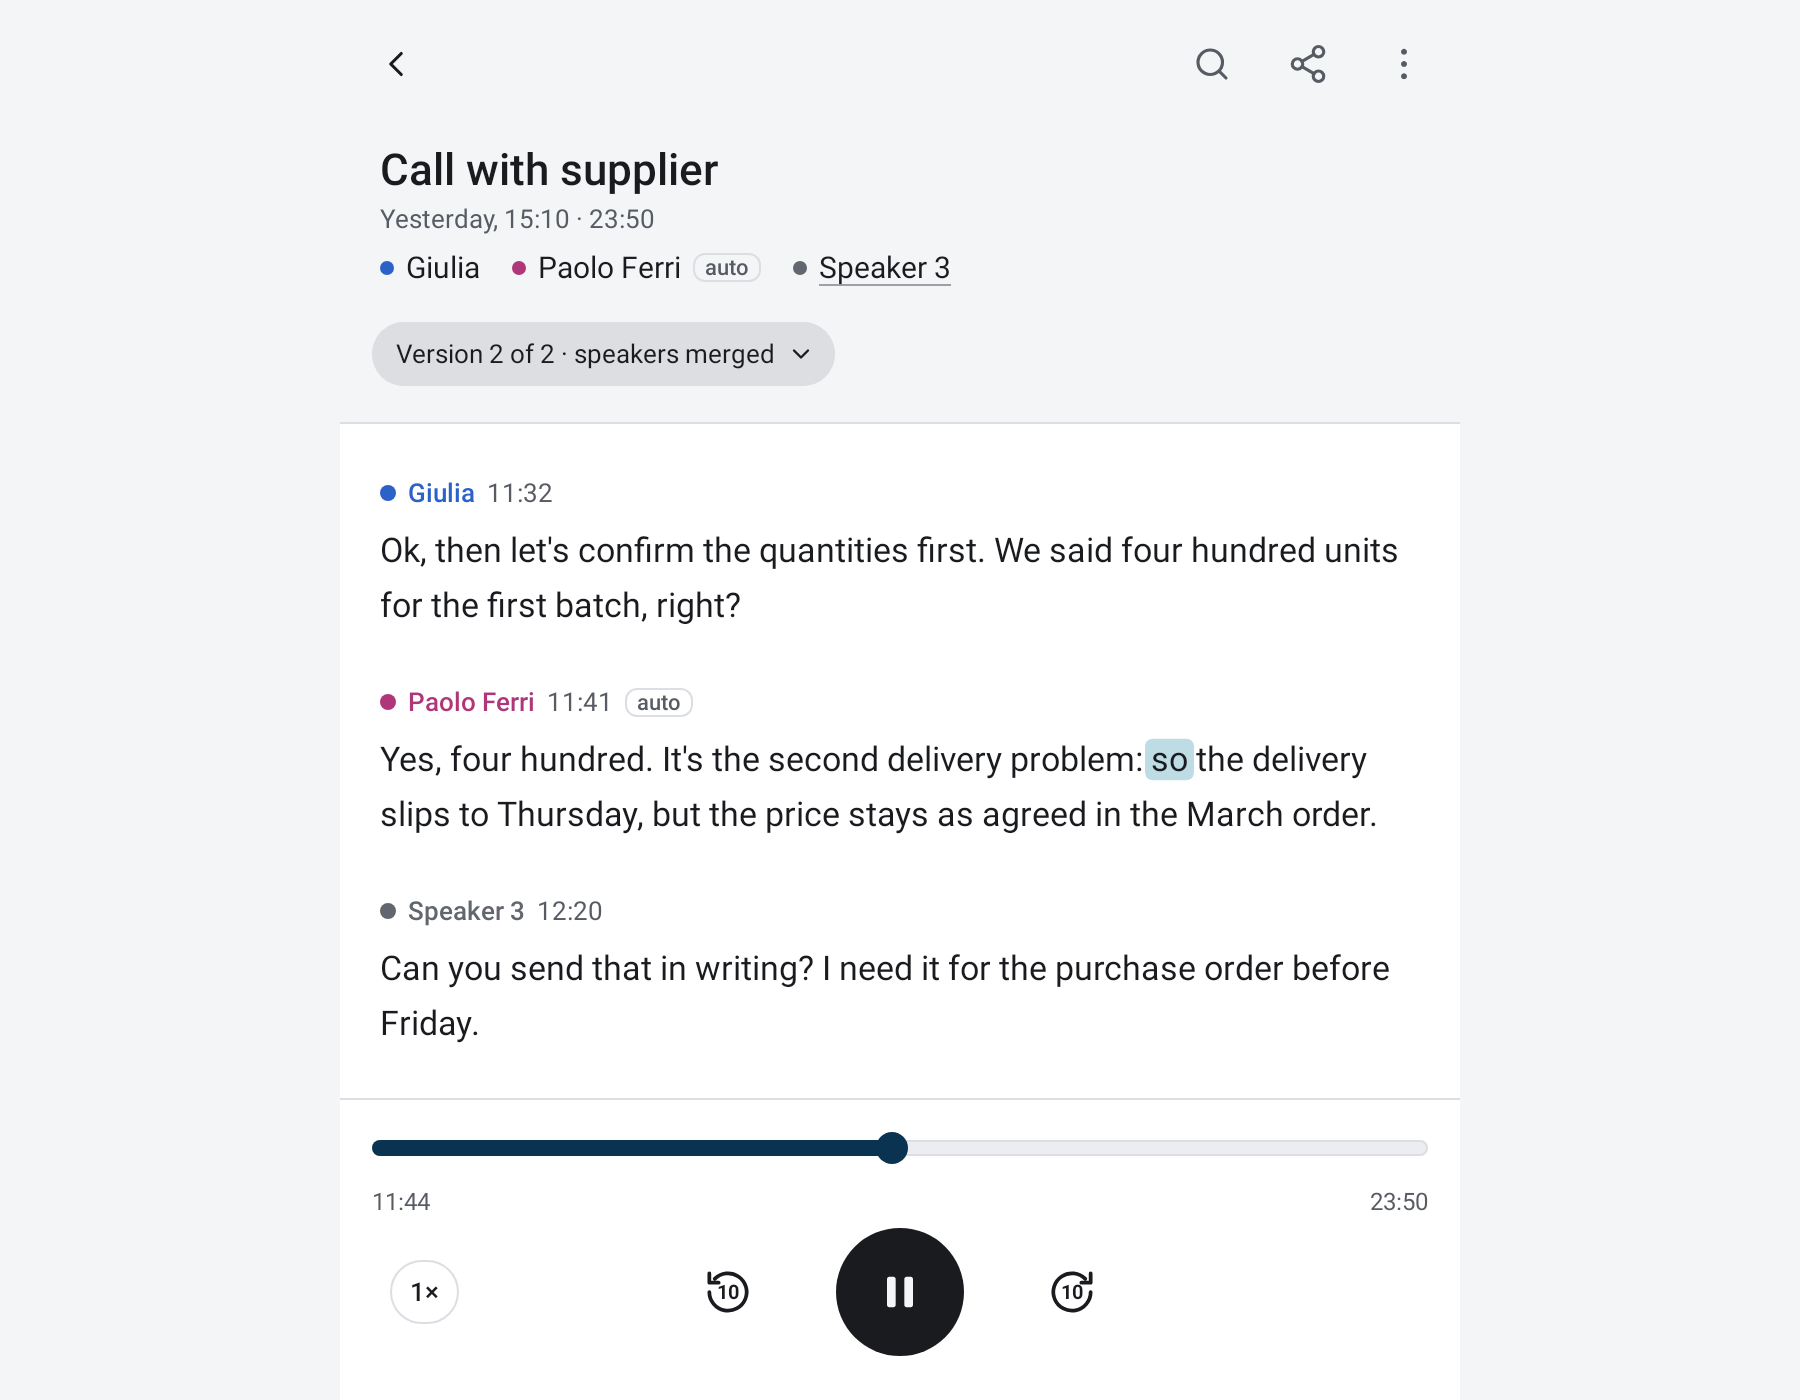 Call with supplier
Yesterday, 15:10 · 23:50
Giulia Paolo Ferri auto Speaker 3
Version 2 of 2 · speakers merged
Giulia 11:32
Ok, then let's confirm the quantities first. We said four hundred units
for the first batch, right?
Paolo Ferri 11:41 auto
Yes, four hundred. It's the second delivery problem: so the delivery
slips to Thursday, but the price stays as agreed in the March order.
Speaker 3 12:20
Can you send that in writing? I need it for the purchase order before
Friday.
11:44 23:50
1× 10 10